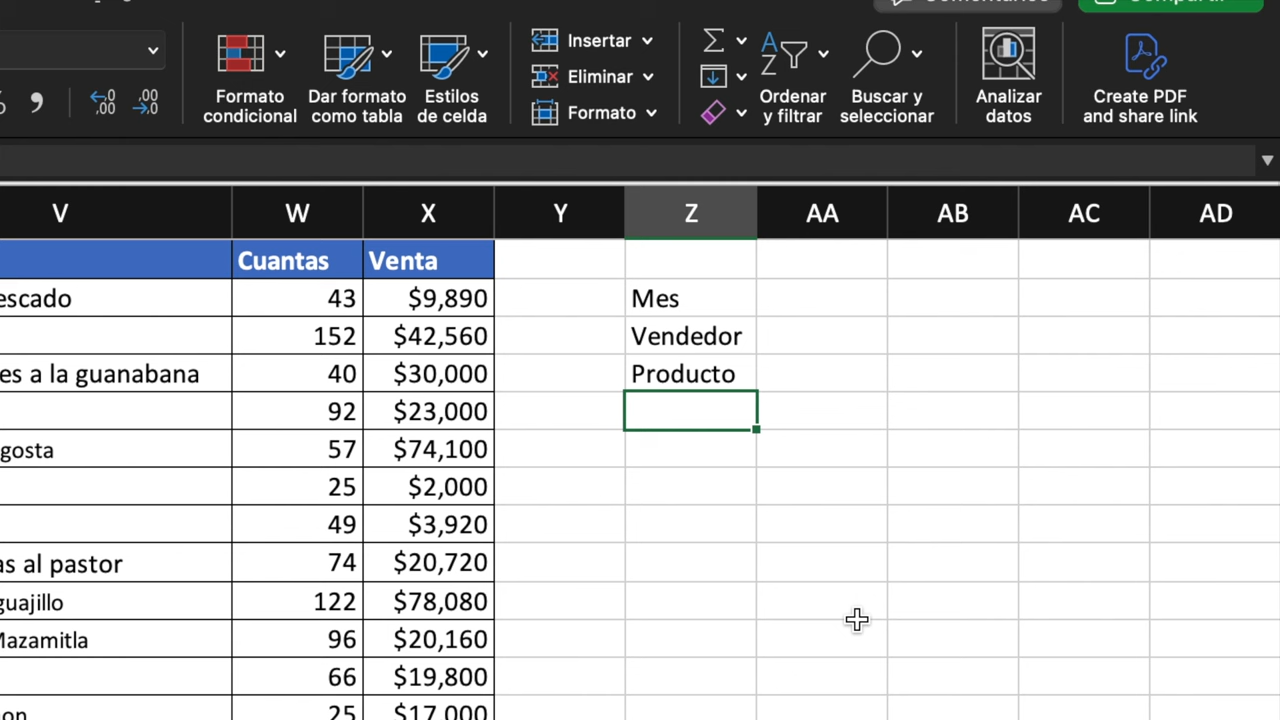 Insertar
Eliminar
Formato
Formato
condicional
Dar formato
como tabla
Estilos
de celda
Ordenar
y filtrar
Buscar y
seleccionar
Analizar
datos
Create PDF
and share link
V W X Y Z AA AB AC AD
Cuantas Venta
escado 43 $9,890 Mes
152 $42,560 Vendedor
es a la guanabana 40 $30,000 Producto
92 $23,000
gosta 57 $74,100
25 $2,000
49 $3,920
as al pastor 74 $20,720
guajillo 122 $78,080
Mazamitla 96 $20,160
66 $19,800
on 25 $17,000